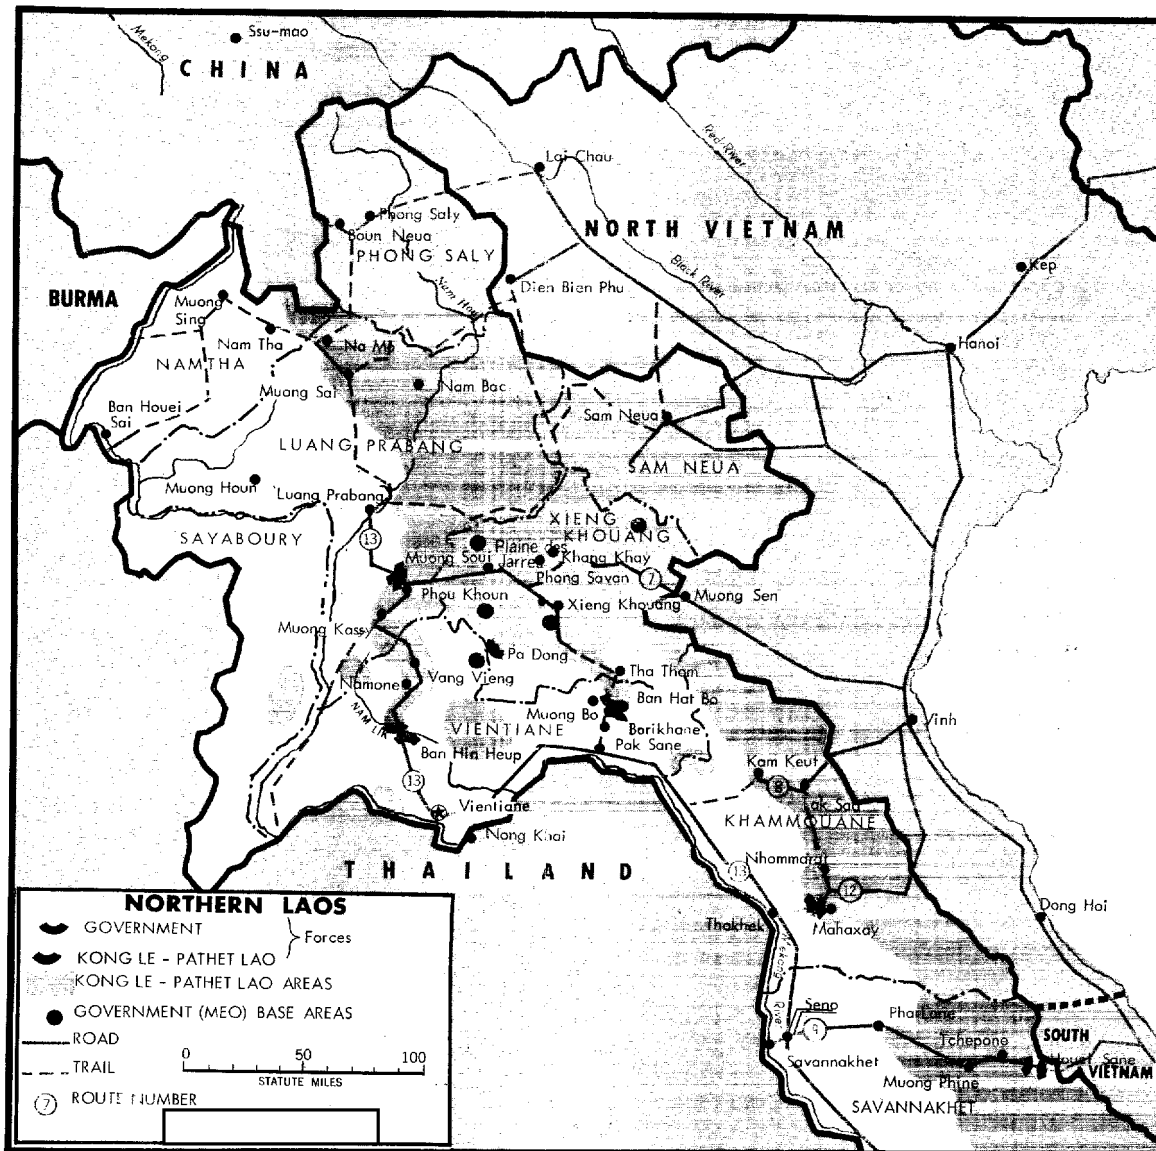 Ssu-mao
Mekong
CHINA
Red River
Lai Chau
Phong Saly
Boun Neua
PHONG SALY
NORTH VIETNAM
Black River
Kep
Nam Hou
Dien Bien Phu
BURMA
Muong
Sing
Nam Tha
NAM THA
Na Mo
Hanoi
Muang Sai
Nam Bac
Ban Houei
Sai
Sam Neua
LUANG PRABANG
SAM NEUA
Muong Houn
Luang Prabang
XIENG
KHOUANG
SAYABOURY
13
Muong Soui
Plaine des
Jarres
Khang Khay
Phong Savan
7
Muong Sen
Phou Khoun
Xieng Khouang
Muong Kassy
Pa Dong
Tha Thom
Vang Vieng
Namone
Ban Hat Bo
NAM LIK
VIENTIANE
Muong Bo
Borikhane
Pak Sane
Vinh
Ban Hin Heup
Kam Keut
8
13
Vientiane
KHAMMOUANE
Nong Khai
THAILAND
Nhommarat
13
12
Thakhek
Mahaxay
Dong Hoi
Mekong
River
Seno
9
Phalane
SOUTH
VIETNAM
Tchepone
Savannakhet
Muong Phine
SAVANNAKHET
NORTHERN LAOS
GOVERNMENT
Forces
KONG LE - PATHET LAO
KONG LE - PATHET LAO AREAS
GOVERNMENT (MEO) BASE AREAS
ROAD
0 50 100
TRAIL
STATUTE MILES
7 ROUTE NUMBER